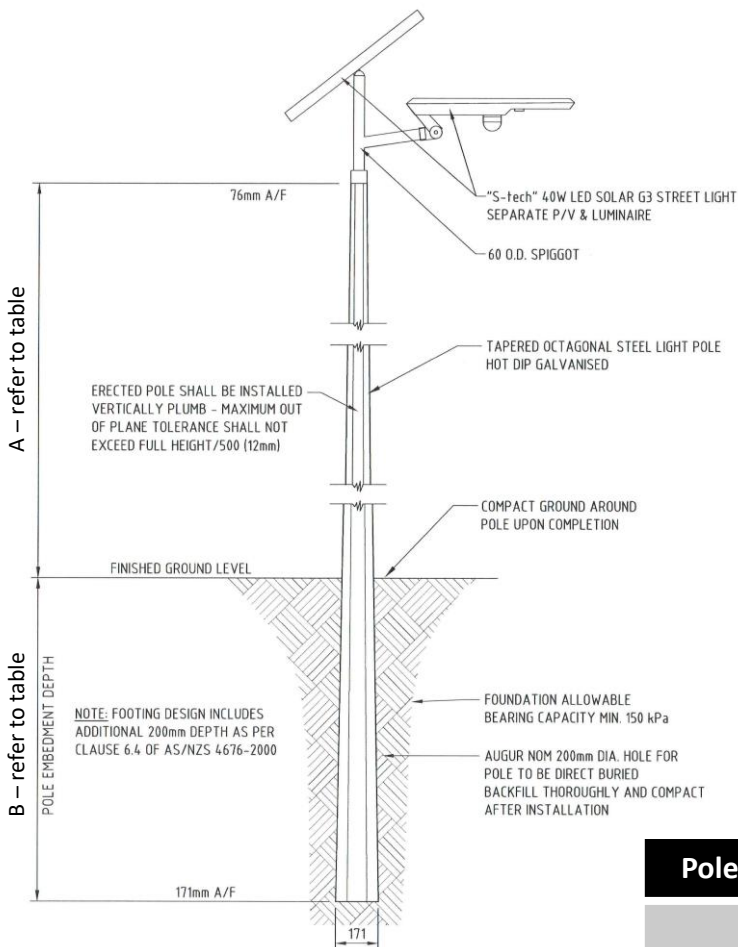 76mm A/F
"S-tech" 40W LED SOLAR G3 STREET LIGHT
SEPARATE P/V & LUMINAIRE
60 O.D. SPIGGOT
A – refer to table
TAPERED OCTAGONAL STEEL LIGHT POLE
HOT DIP GALVANISED
ERECTED POLE SHALL BE INSTALLED
VERTICALLY PLUMB - MAXIMUM OUT
OF PLANE TOLERANCE SHALL NOT
EXCEED FULL HEIGHT/500 (12mm)
COMPACT GROUND AROUND
POLE UPON COMPLETION
FINISHED GROUND LEVEL
B – refer to table
POLE EMBEDMENT DEPTH
NOTE: FOOTING DESIGN INCLUDES
ADDITIONAL 200mm DEPTH AS PER
CLAUSE 6.4 OF AS/NZS 4676-2000
FOUNDATION ALLOWABLE
BEARING CAPACITY MIN. 150 kPa
AUGUR NOM 200mm DIA. HOLE FOR
POLE TO BE DIRECT BURIED
BACKFILL THOROUGHLY AND COMPACT
AFTER INSTALLATION
171mm A/F
171
Pole